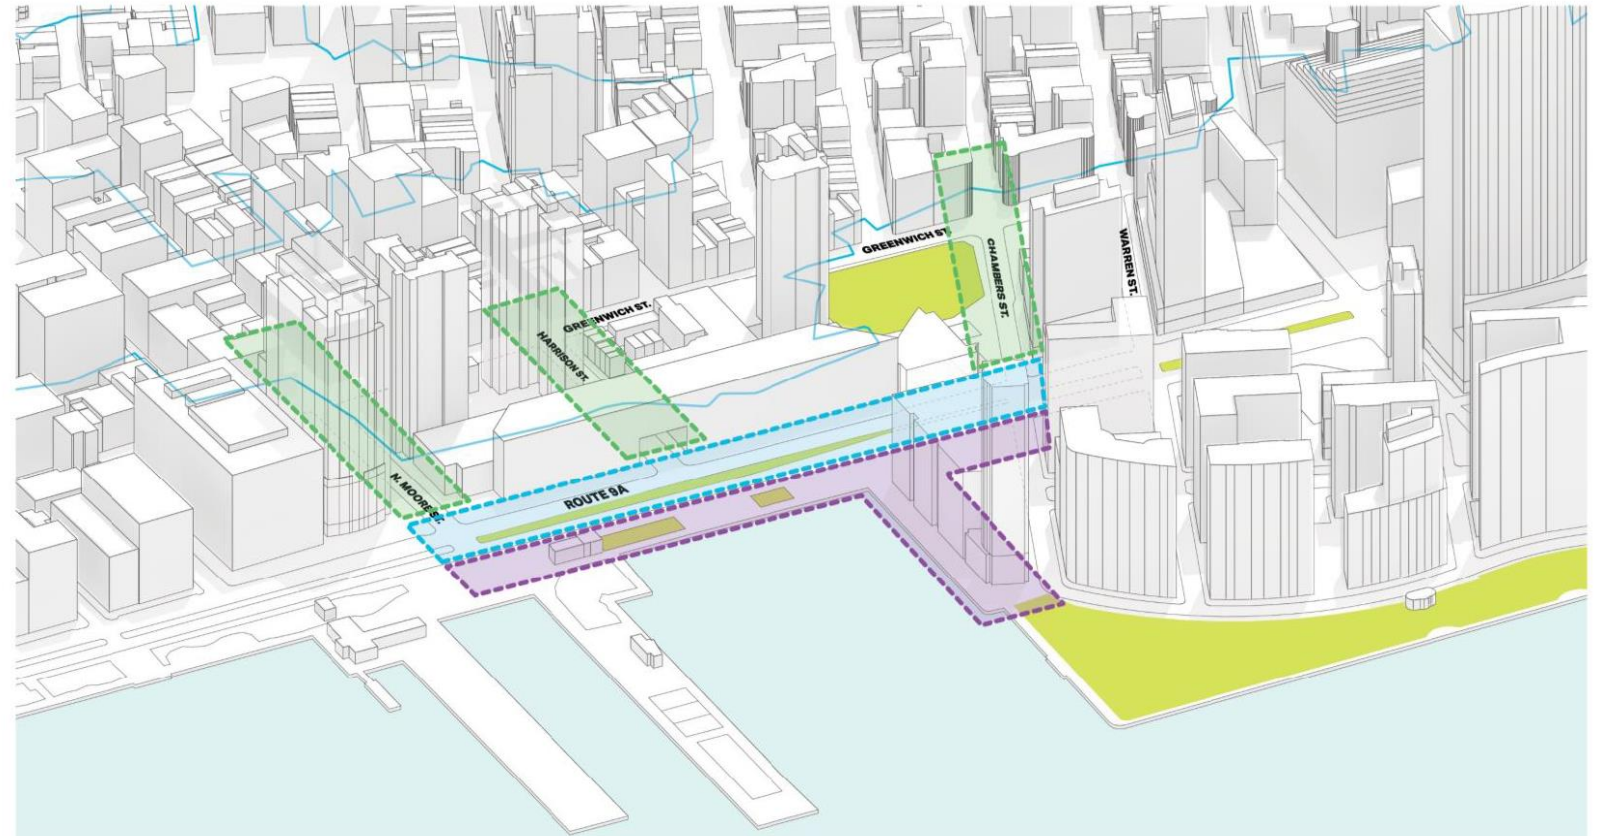 GREENWICH ST.
CHAMBERS ST.
WARREN ST.
GREENWICH ST.
HARRISON ST.
N. MOORE ST.
ROUTE 9A